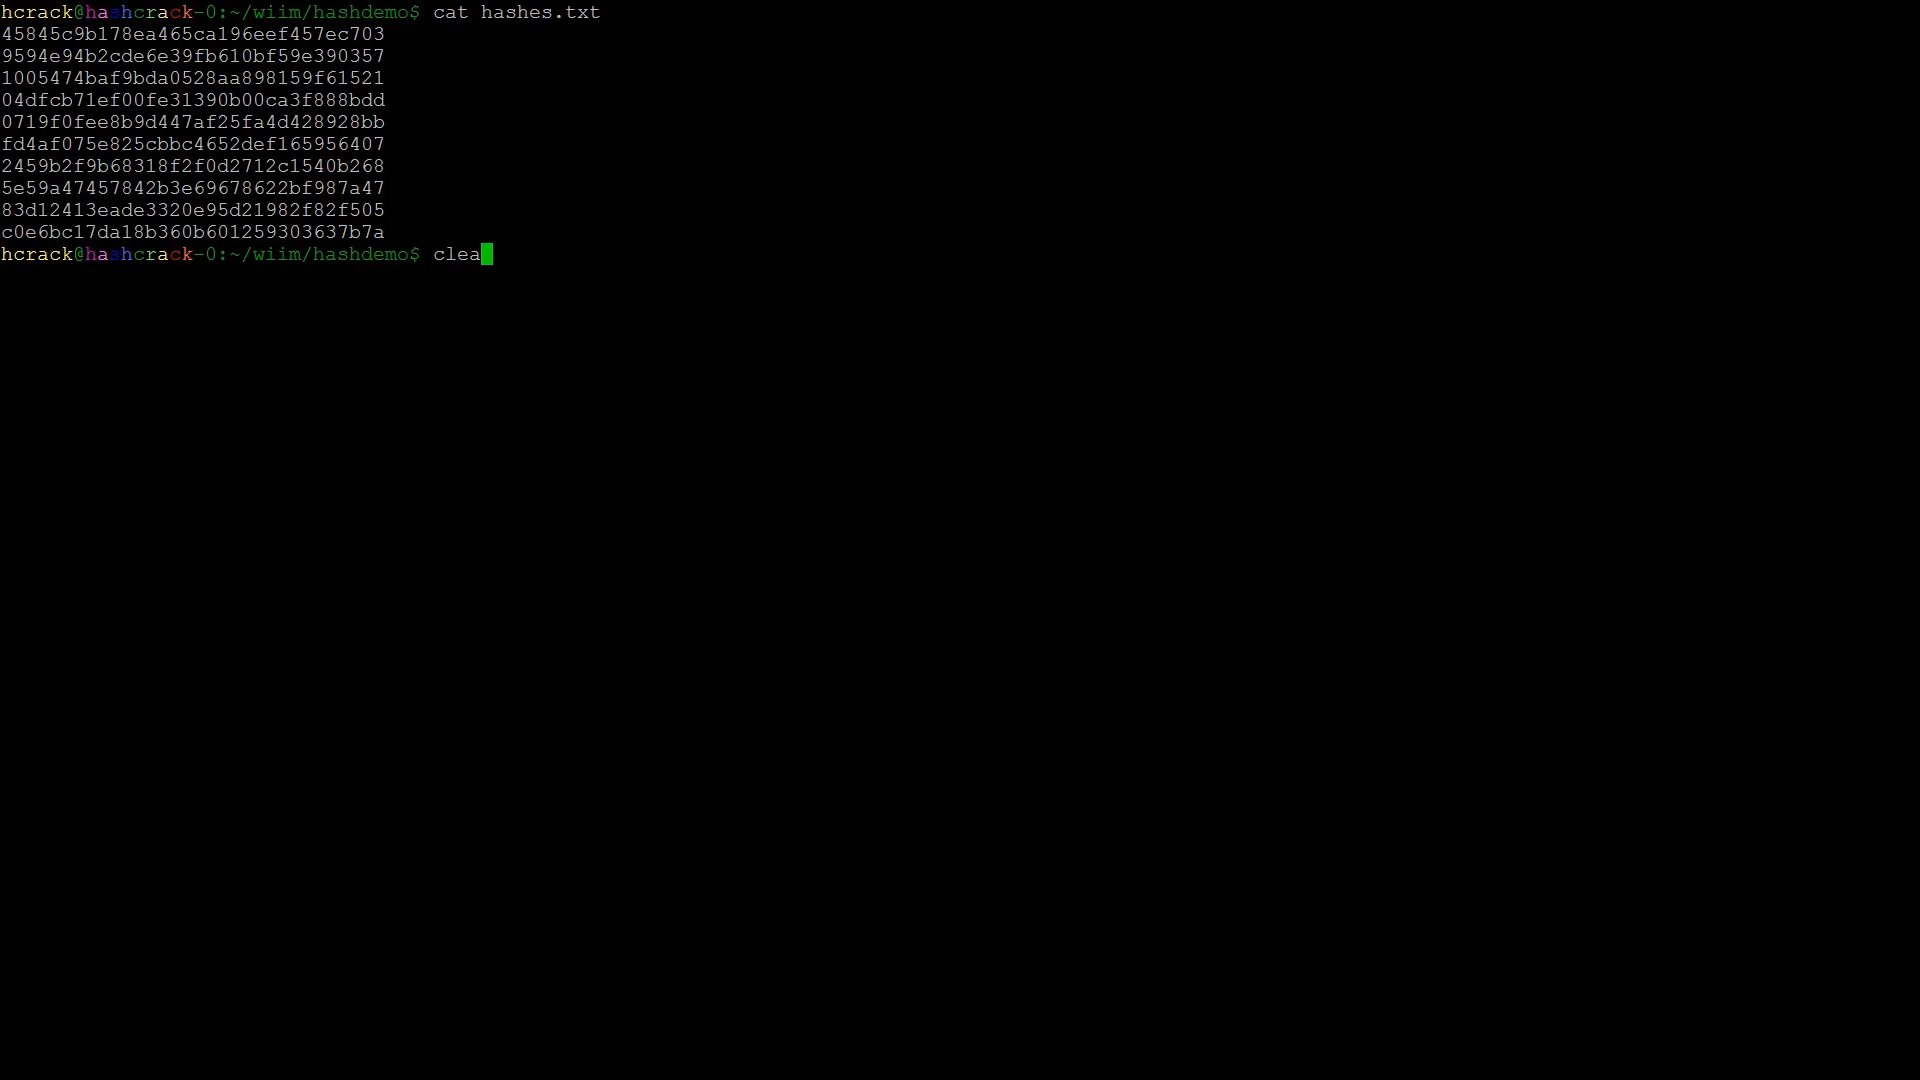 hcrack@hashcrack-0:~/wiim/hashdemo$ cat hashes.txt
45845c9b178ea465ca196eef457ec703
9594e94b2cde6e39fb610bf59e390357
1005474baf9bda0528aa898159f61521
04dfcb71ef00fe31390b00ca3f888bdd
0719f0fee8b9d447af25fa4d428928bb
fd4af075e825cbbc4652def165956407
2459b2f9b68318f2f0d2712c1540b268
5e59a47457842b3e69678622bf987a47
83d12413eade3320e95d21982f82f505
c0e6bc17da18b360b601259303637b7a
hcrack@hashcrack-0:~/wiim/hashdemo$ clea